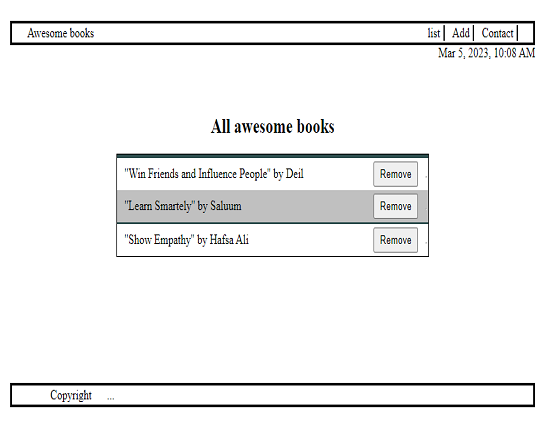 Awesome books list Add Contact
Mar 5, 2023, 10:08 AM
All awesome books
"Win Friends and Influence People" by Deil Remove
"Learn Smartely" by Saluum Remove
"Show Empathy" by Hafsa Ali Remove
Copyright ...